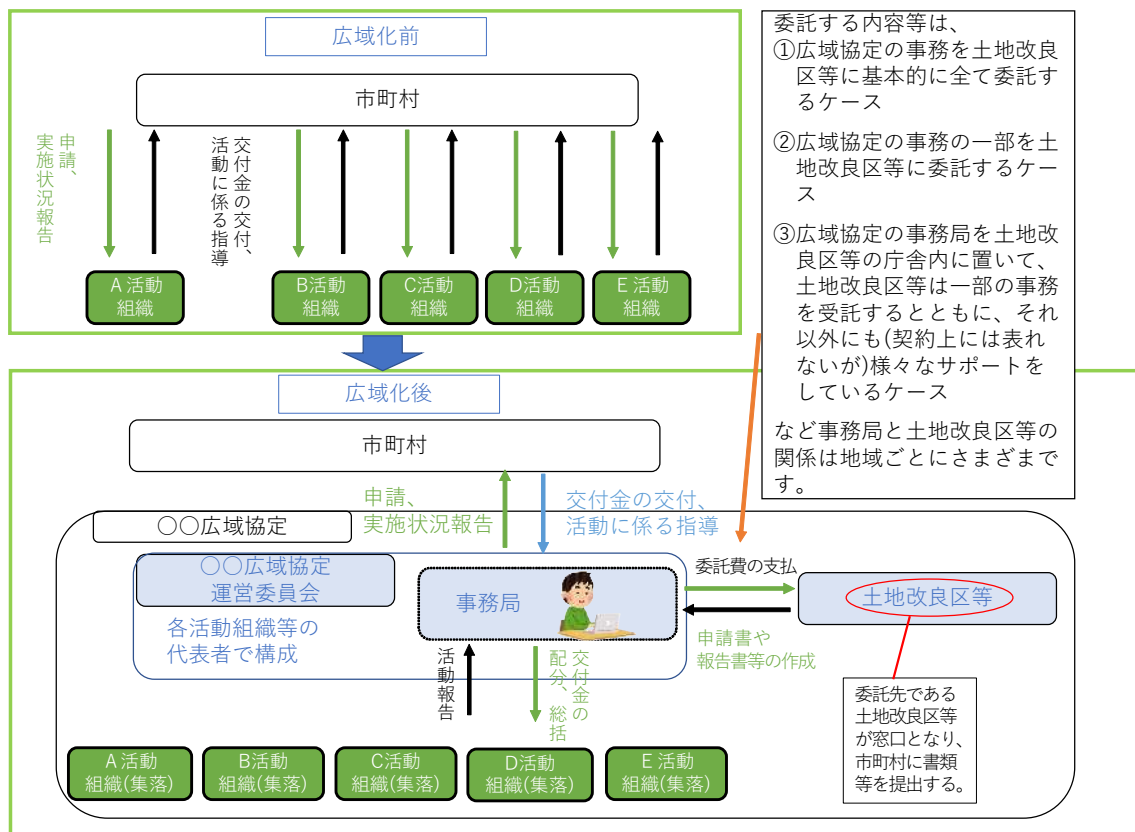 広域化前
市町村
申請、
実施状況報告
交付金の交付、
活動に係る指導
A 活動
組織
B活動
組織
C活動
組織
D活動
組織
E 活動
組織
委託する内容等は、
①広域協定の事務を土地改良
区等に基本的に全て委託す
るケース
②広域協定の事務の一部を土
地改良区等に委託するケー
ス
③広域協定の事務局を土地改
良区等の庁舎内に置いて、
土地改良区等は一部の事務
を受託するとともに、それ
以外にも(契約上には表れ
ないが)様々なサポートを
しているケース
など事務局と土地改良区等の
関係は地域ごとにさまざまで
す。
広域化後
市町村
申請、
実施状況報告
交付金の交付、
活動に係る指導
〇〇広域協定
〇〇広域協定
運営委員会
各活動組織等の
代表者で構成
事務局
委託費の支払
土地改良区等
申請書や
報告書等の作成
活動報告
交付金の
配分、総括
委託先である
土地改良区等
が窓口となり、
市町村に書類
等を提出する。
A 活動
組織(集落)
B活動
組織(集落)
C活動
組織(集落)
D活動
組織(集落)
E 活動
組織(集落)